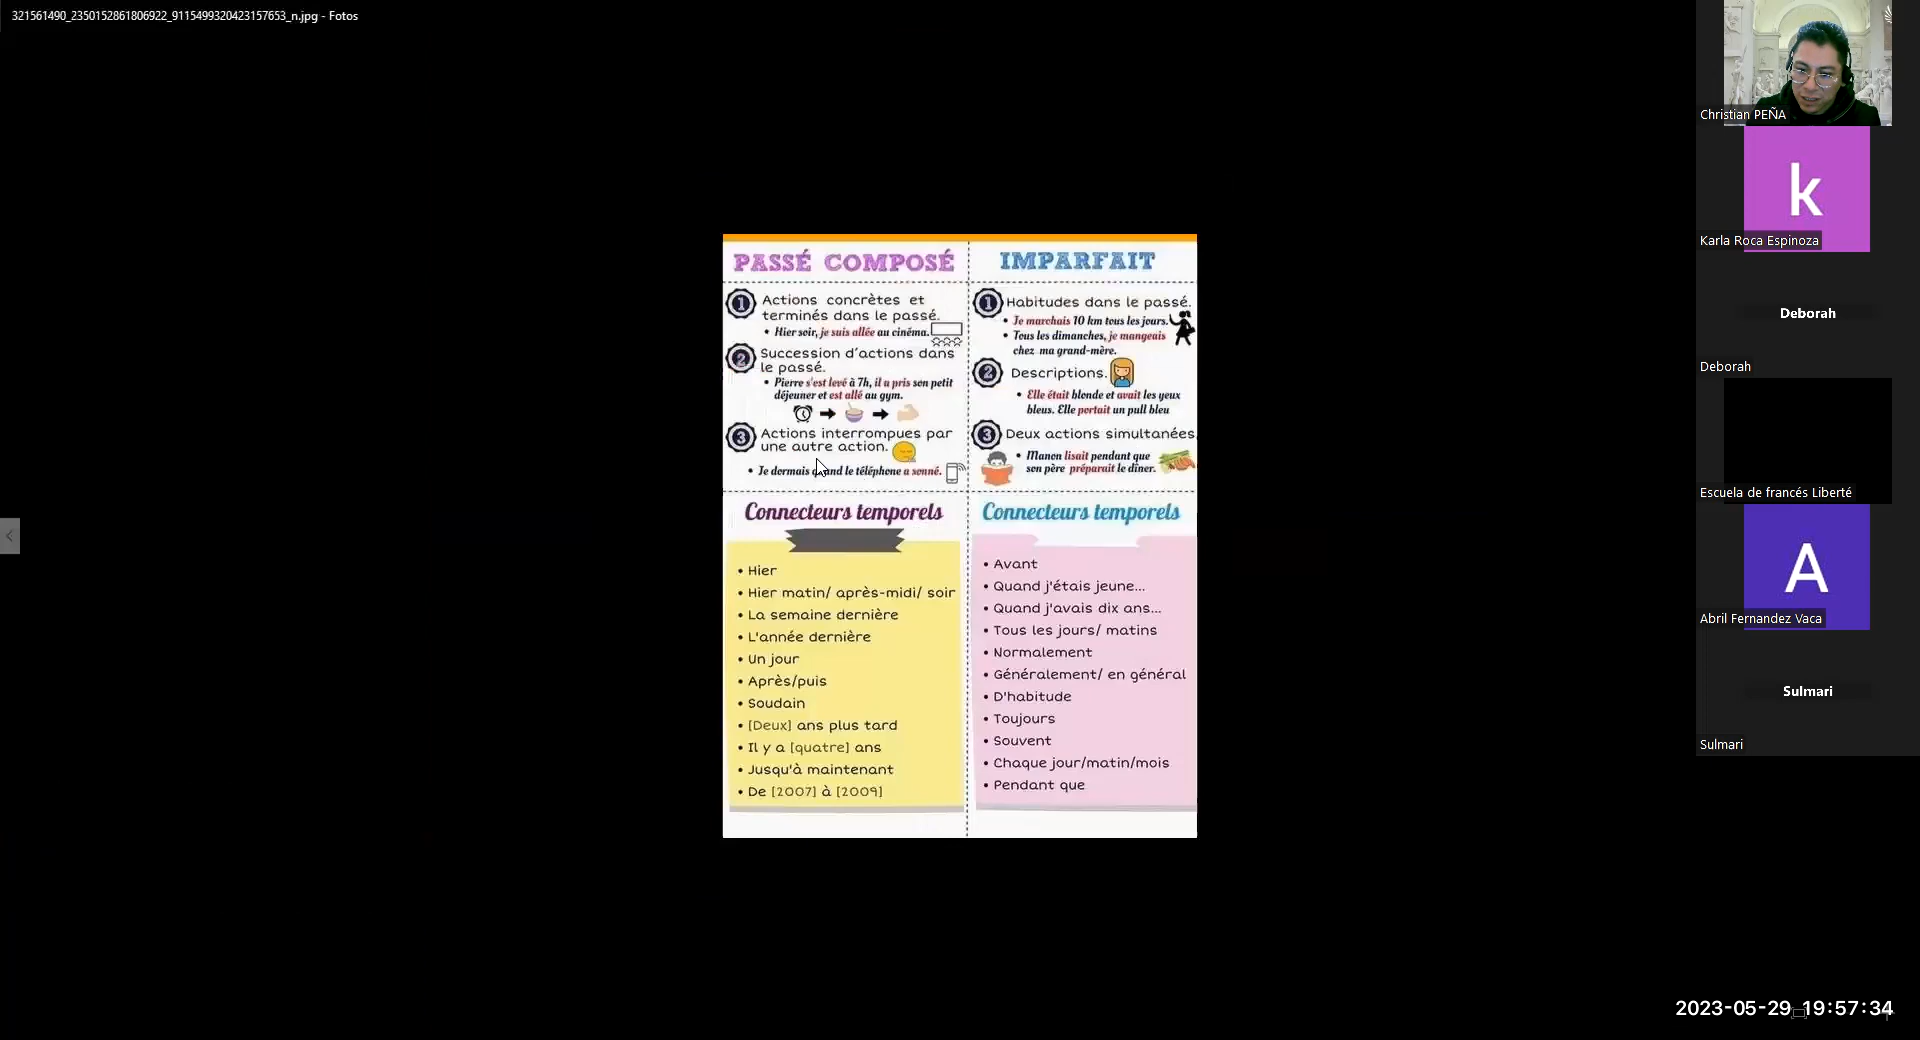 321561490_2350152861806922_9115499320423157653_n.jpg - Fotos
PASSÉ COMPOSÉ
1
Actions concrètes et
terminés dans le passé.
• Hier soir, je suis allée au cinéma.
2
Succession d'actions dans
le passé.
• Pierre s'est levé à 7h, il a pris son petit
déjeuner et est allé au gym.
3
Actions interrompues par
une autre action.
• Je dormais quand le téléphone a sonné.
IMPARFAIT
1
Habitudes dans le passé.
• Je marchais 10 km tous les jours.
• Tous les dimanches, je mangeais
chez ma grand-mère.
2
Descriptions.
• Elle était blonde et avait les yeux
bleus. Elle portait un pull bleu
3
Deux actions simultanées.
• Manon lisait pendant que
son père préparait le dîner.
Connecteurs temporels
• Hier
• Hier matin/ après-midi/ soir
• La semaine dernière
• L'année dernière
• Un jour
• Après/puis
• Soudain
• [Deux] ans plus tard
• Il y a [quatre] ans
• Jusqu'à maintenant
• De [2007] à [2009]
Connecteurs temporels
• Avant
• Quand j'étais jeune...
• Quand j'avais dix ans...
• Tous les jours/ matins
• Normalement
• Généralement/ en général
• D'habitude
• Toujours
• Souvent
• Chaque jour/matin/mois
• Pendant que
Christian PEÑA
k
Karla Roca Espinoza
Deborah
Deborah
Escuela de francés Liberté
A
Abril Fernandez Vaca
Sulmari
Sulmari
2023-05-29 19:57:34